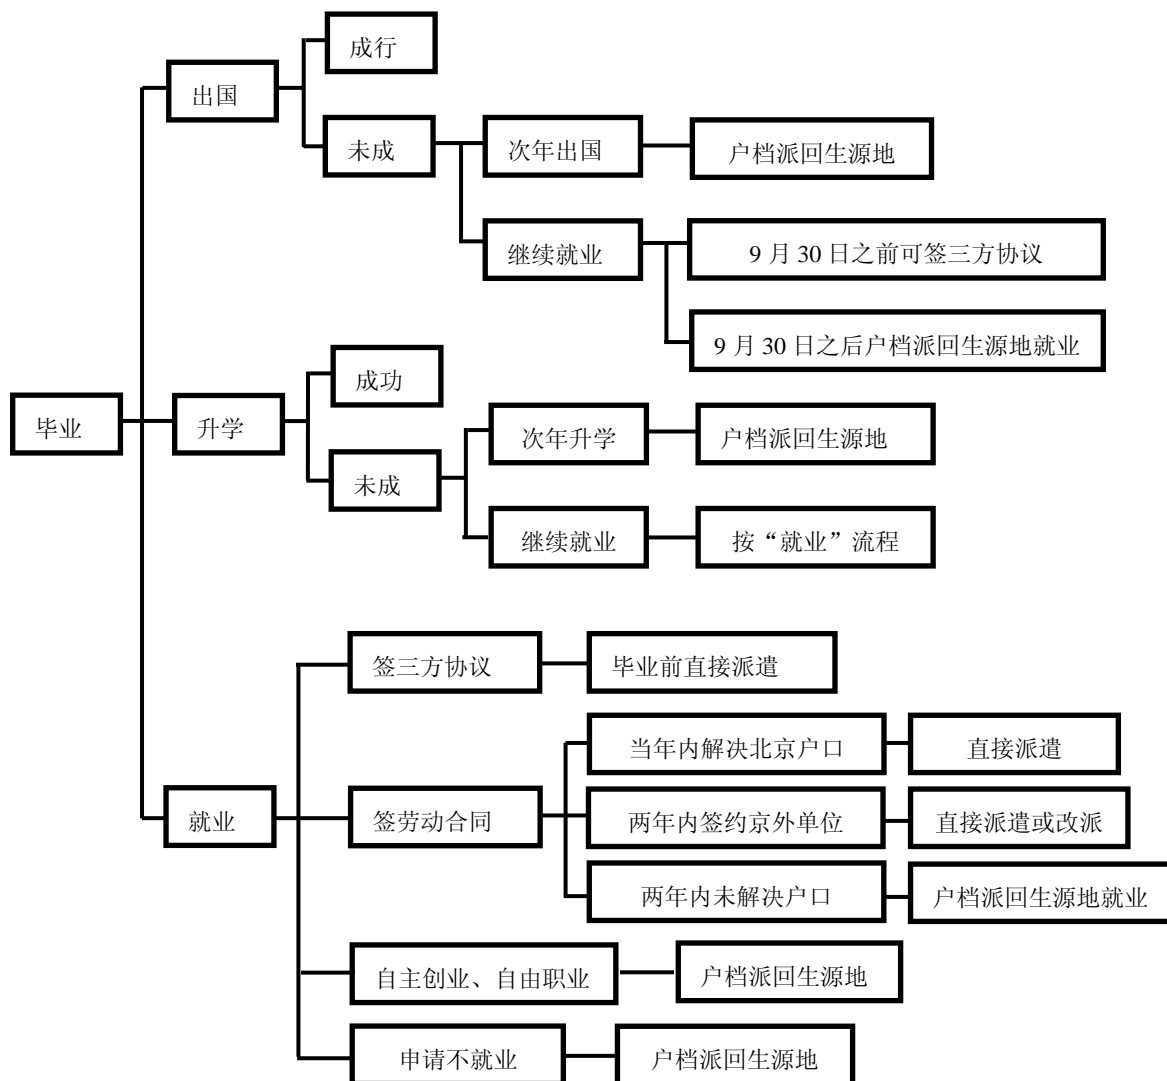 成行
出国
未成
次年出国
户档派回生源地
继续就业
9 月 30 日之前可签三方协议
9 月 30 日之后户档派回生源地就业
毕业
升学
成功
未成
次年升学
户档派回生源地
继续就业
按“就业”流程
就业
签三方协议
毕业前直接派遣
签劳动合同
当年内解决北京户口
直接派遣
两年内签约京外单位
直接派遣或改派
两年内未解决户口
户档派回生源地就业
自主创业、自由职业
户档派回生源地
申请不就业
户档派回生源地